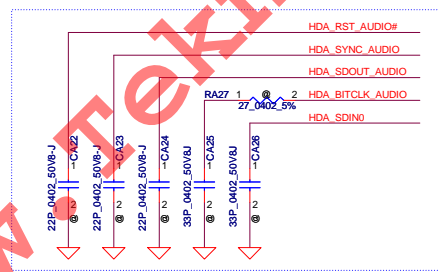 HDA_RST_AUDIO#
HDA_SYNC_AUDIO
HDA_SDOUT_AUDIO
RA27 1 @ 2 HDA_BITCLK_AUDIO
27_0402_5%
HDA_SDIN0
22P_0402_50V8-J
1
CA22
2
@
22P_0402_50V8-J
1
CA23
2
@
22P_0402_50V8-J
1
CA24
2
@
33P_0402_50V8J
1
CA25
2
@
33P_0402_50V8J
1
CA26
2
@
w.Tekn